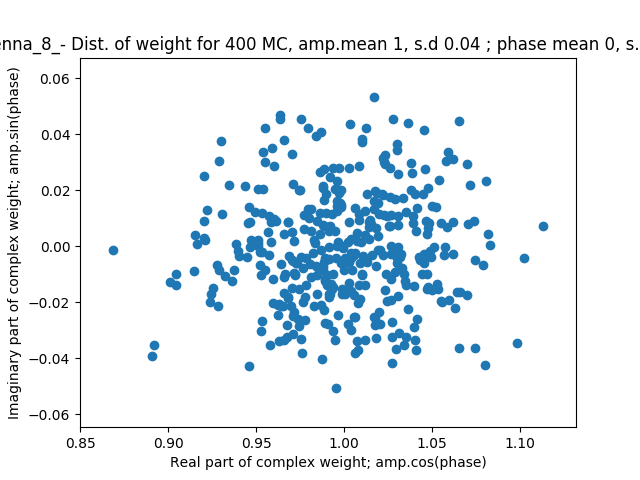 enna_8_- Dist. of weight for 400 MC, amp.mean 1, s.d 0.04 ; phase mean 0, s.
Imaginary part of complex weight; amp.sin(phase)
0.06
0.04
0.02
0.00
−0.02
−0.04
−0.06
0.85 0.90 0.95 1.00 1.05 1.10
Real part of complex weight; amp.cos(phase)